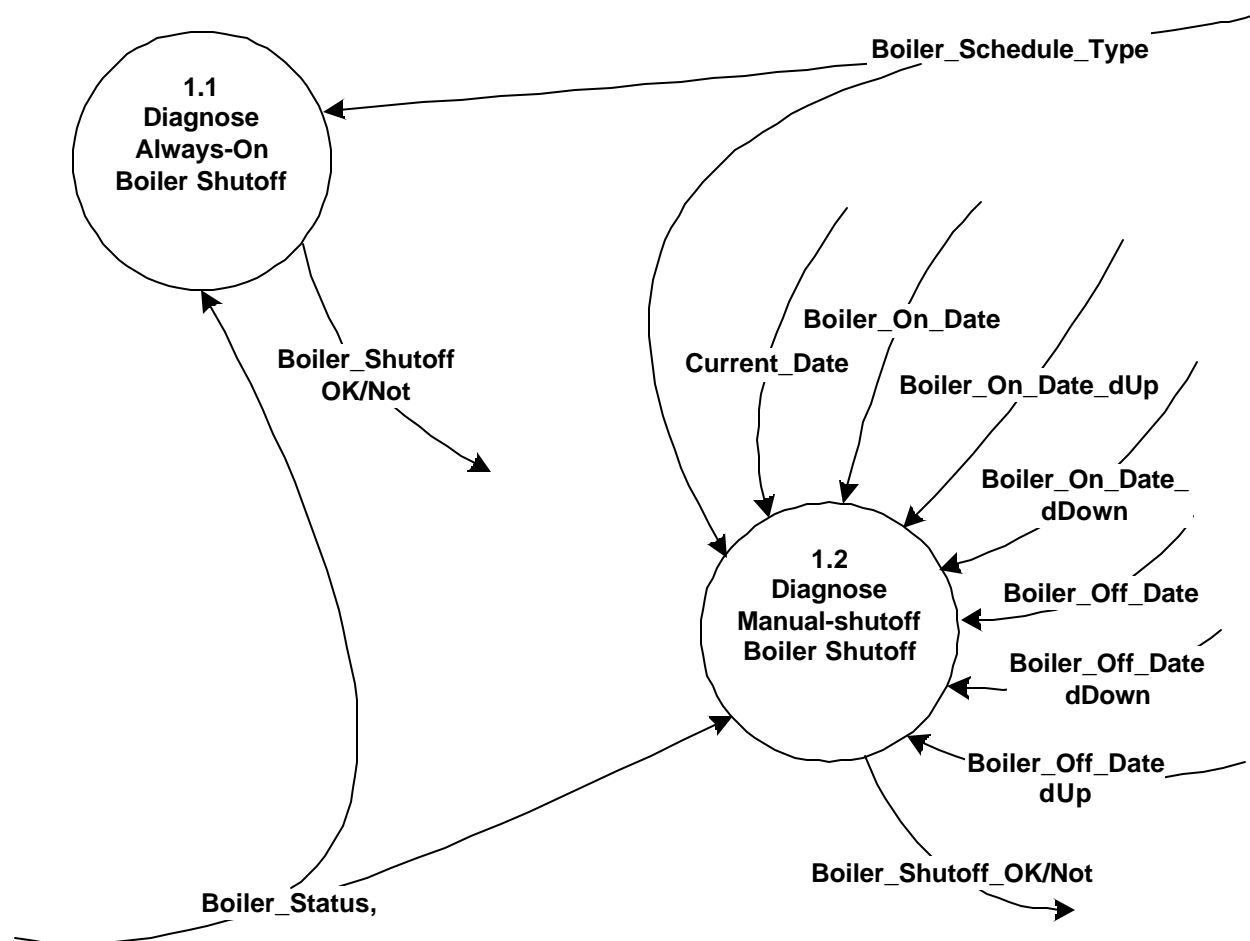 Boiler_Schedule_Type
1.1
Diagnose
Always-On
Boiler Shutoff
Boiler_On_Date
Boiler_Shutoff
OK/Not
Current_Date
Boiler_On_Date_dUp
Boiler_On_Date_
dDown
1.2
Diagnose
Manual-shutoff
Boiler Shutoff
Boiler_Off_Date
Boiler_Off_Date
dDown
Boiler_Off_Date
dUp
Boiler_Shutoff_OK/Not
Boiler_Status,